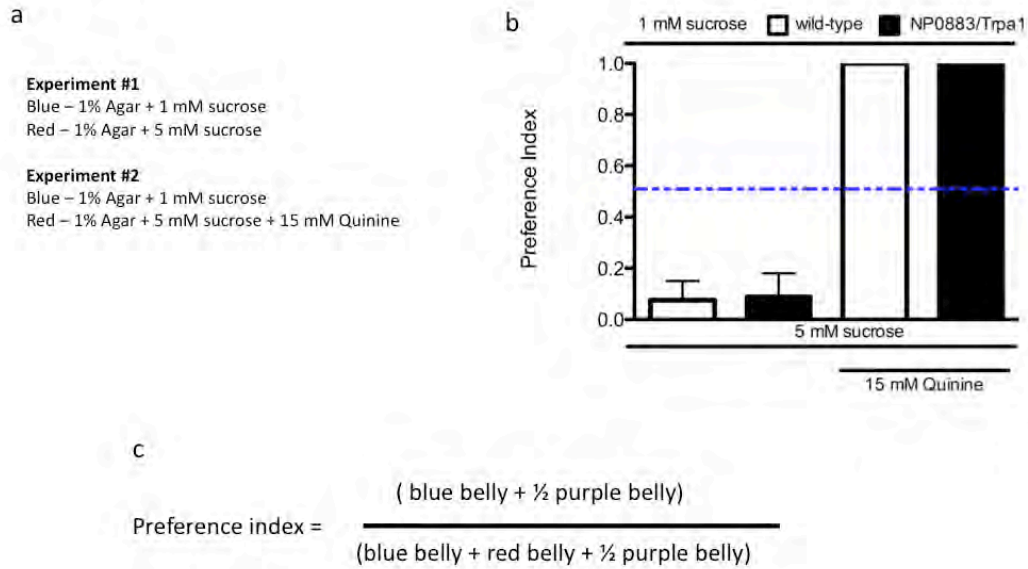 a
Experiment #1
Blue – 1% Agar + 1 mM sucrose
Red – 1% Agar + 5 mM sucrose
Experiment #2
Blue – 1% Agar + 1 mM sucrose
Red – 1% Agar + 5 mM sucrose + 15 mM Quinine
b
1 mM sucrose wild-type NP0883/Trpa1
Preference Index
1.0
0.8
0.6
0.4
0.2
0.0
5 mM sucrose
15 mM Quinine
c
Preference index =
( blue belly + ½ purple belly)
(blue belly + red belly + ½ purple belly)